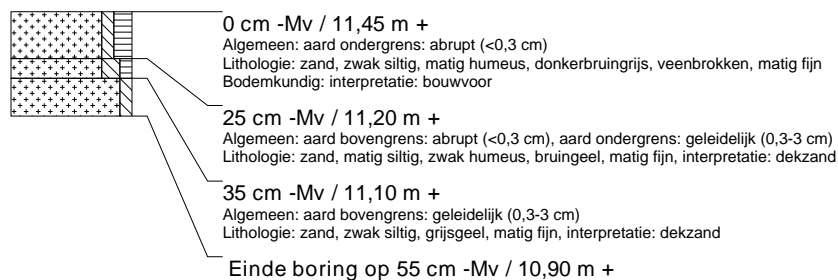 0 cm -Mv / 11,45 m +
Algemeen: aard ondergrens: abrupt (<0,3 cm)
Lithologie: zand, zwak siltig, matig humeus, donkerbruingrijs, veenbrokken, matig fijn
Bodemkundig: interpretatie: bouwvoor
25 cm -Mv / 11,20 m +
Algemeen: aard bovengrens: abrupt (<0,3 cm), aard ondergrens: geleidelijk (0,3-3 cm)
Lithologie: zand, matig siltig, zwak humeus, bruingeel, matig fijn, interpretatie: dekzand
35 cm -Mv / 11,10 m +
Algemeen: aard bovengrens: geleidelijk (0,3-3 cm)
Lithologie: zand, zwak siltig, grijsgeel, matig fijn, interpretatie: dekzand
Einde boring op 55 cm -Mv / 10,90 m +